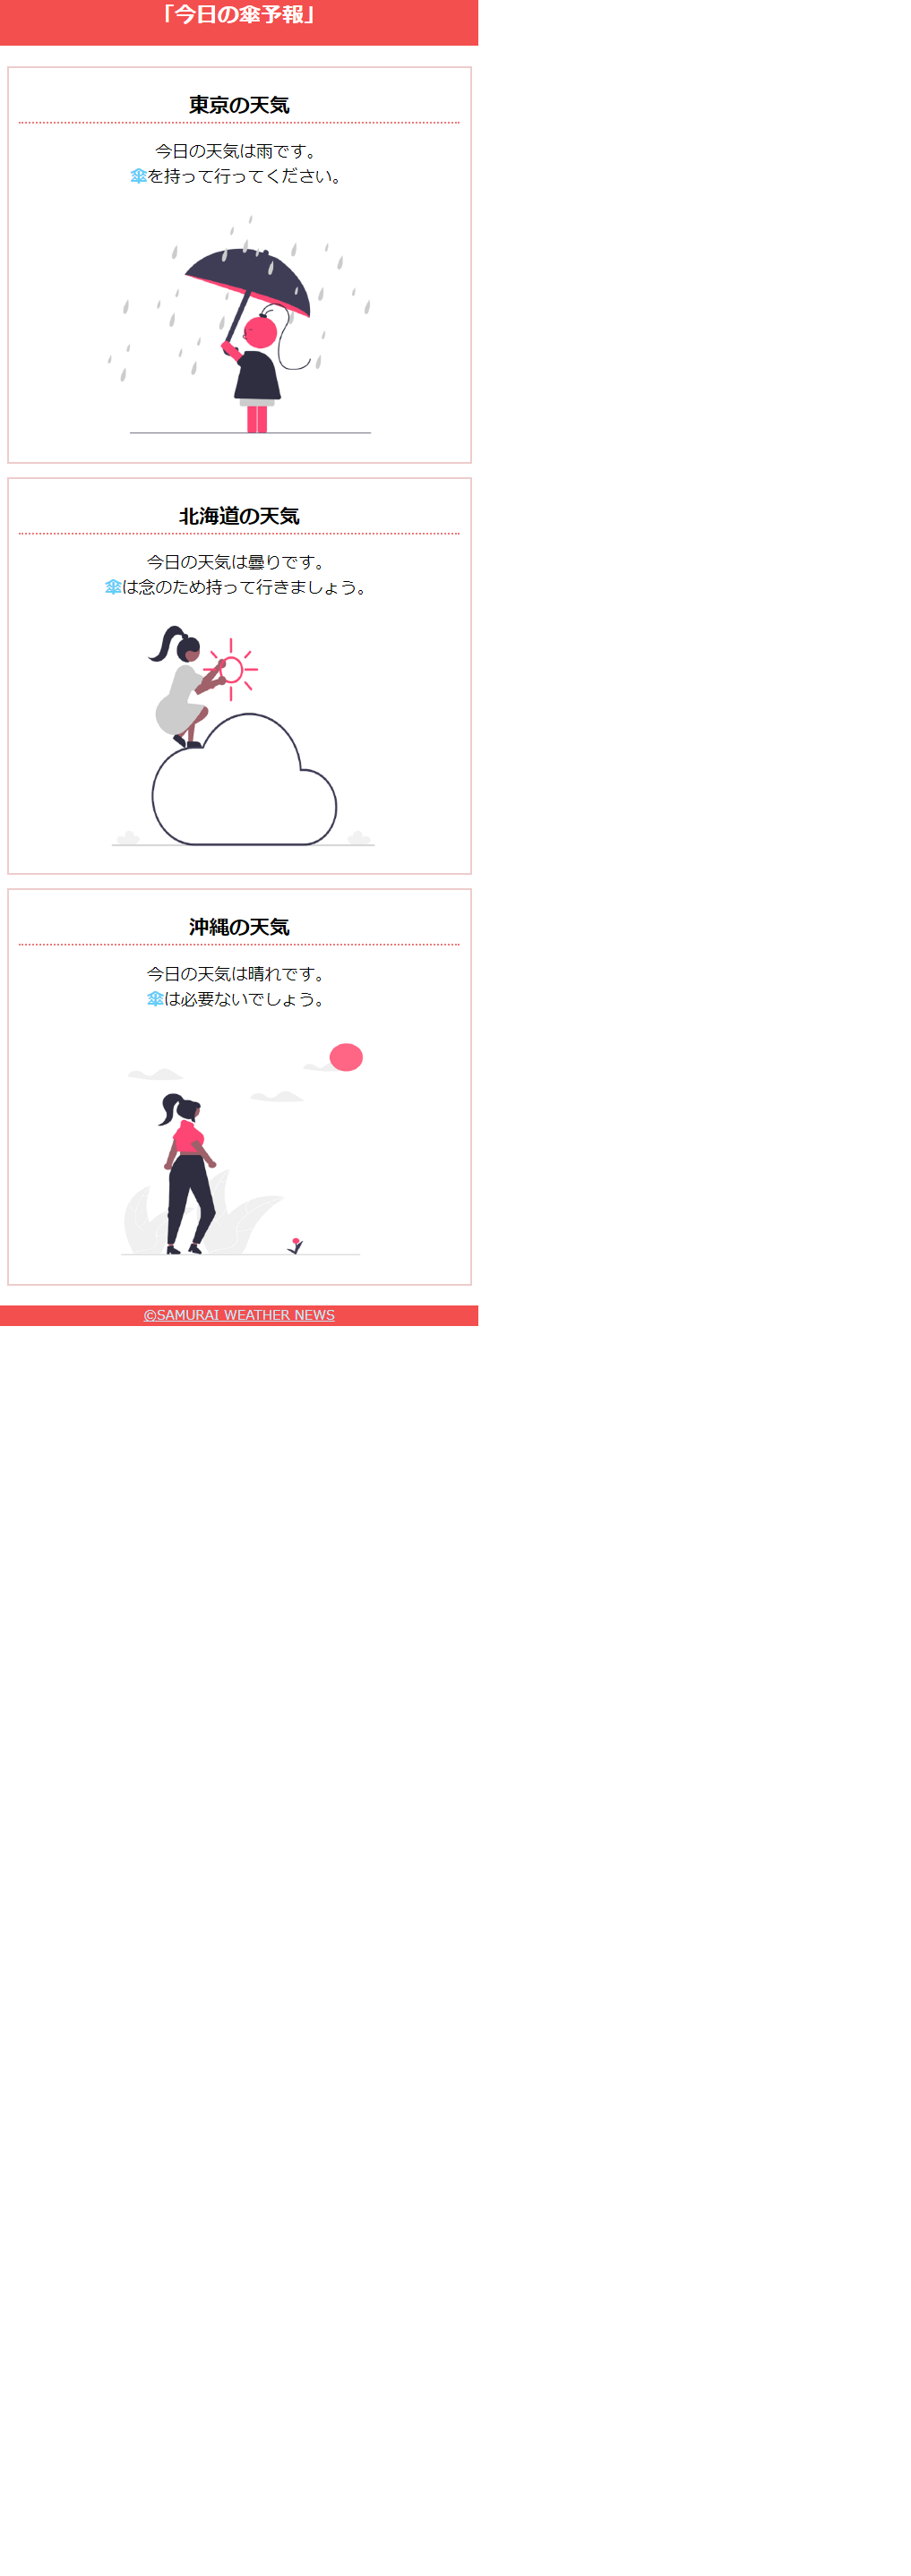 「今日の傘予報」
東京の天気
今日の天気は雨です。
傘を持って行ってください。
北海道の天気
今日の天気は曇りです。
傘は念のため持って行きましょう。
沖縄の天気
今日の天気は晴れです。
傘は必要ないでしょう。
©SAMURAI WEATHER NEWS